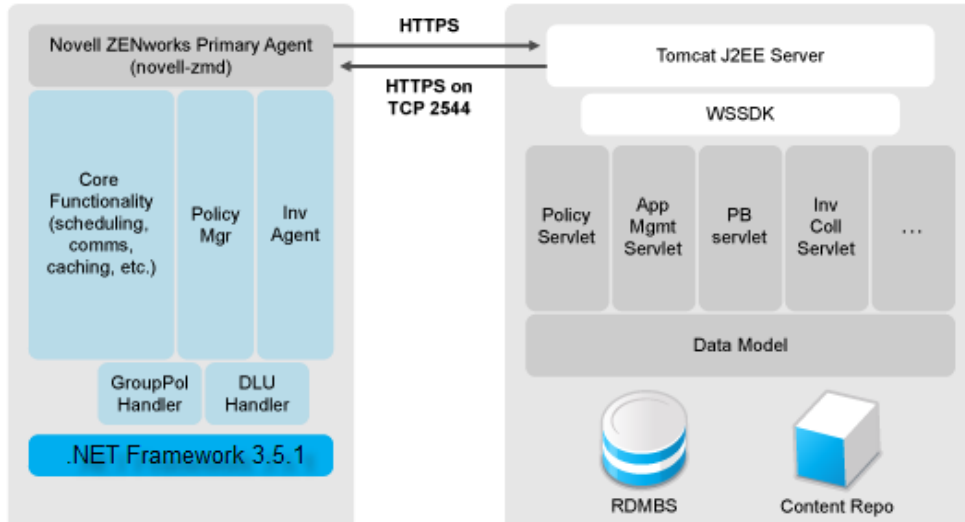 Novell ZENworks Primary Agent
(novell-zmd)
HTTPS
HTTPS on
TCP 2544
Tomcat J2EE Server
WSSDK
Core
Functionality
(scheduling,
comms,
caching, etc.)
Policy
Mgr
Inv
Agent
GroupPol
Handler
DLU
Handler
.NET Framework 3.5.1
Policy
Servlet
App
Mgmt
Servlet
PB
servlet
Inv
Coll
Servlet
...
Data Model
RDMBS
Content Repo